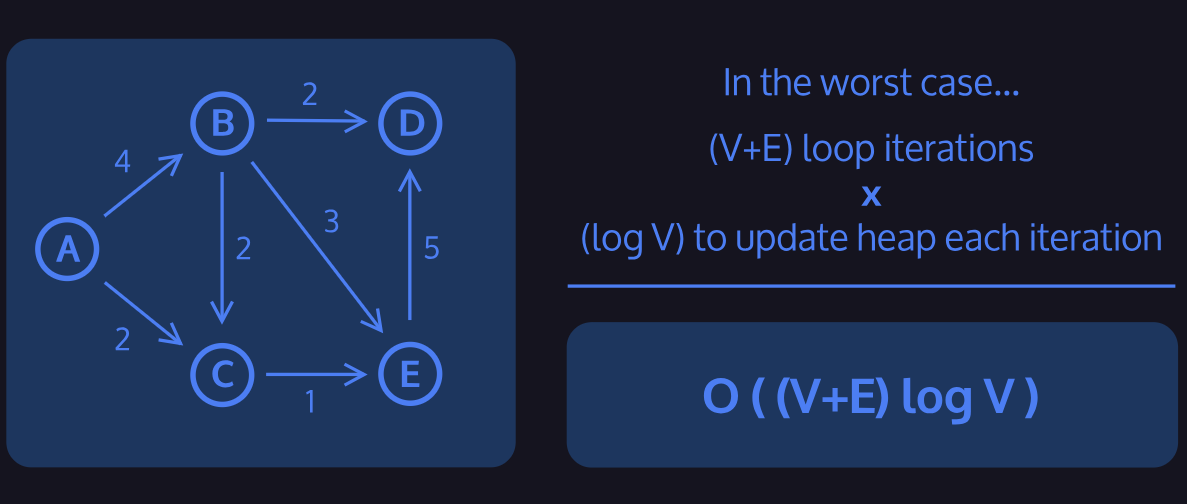 2
B
D
4
3
A
2
5
2
C
E
1
In the worst case...
(V+E) loop iterations
x
(log V) to update heap each iteration
O ( (V+E) log V )